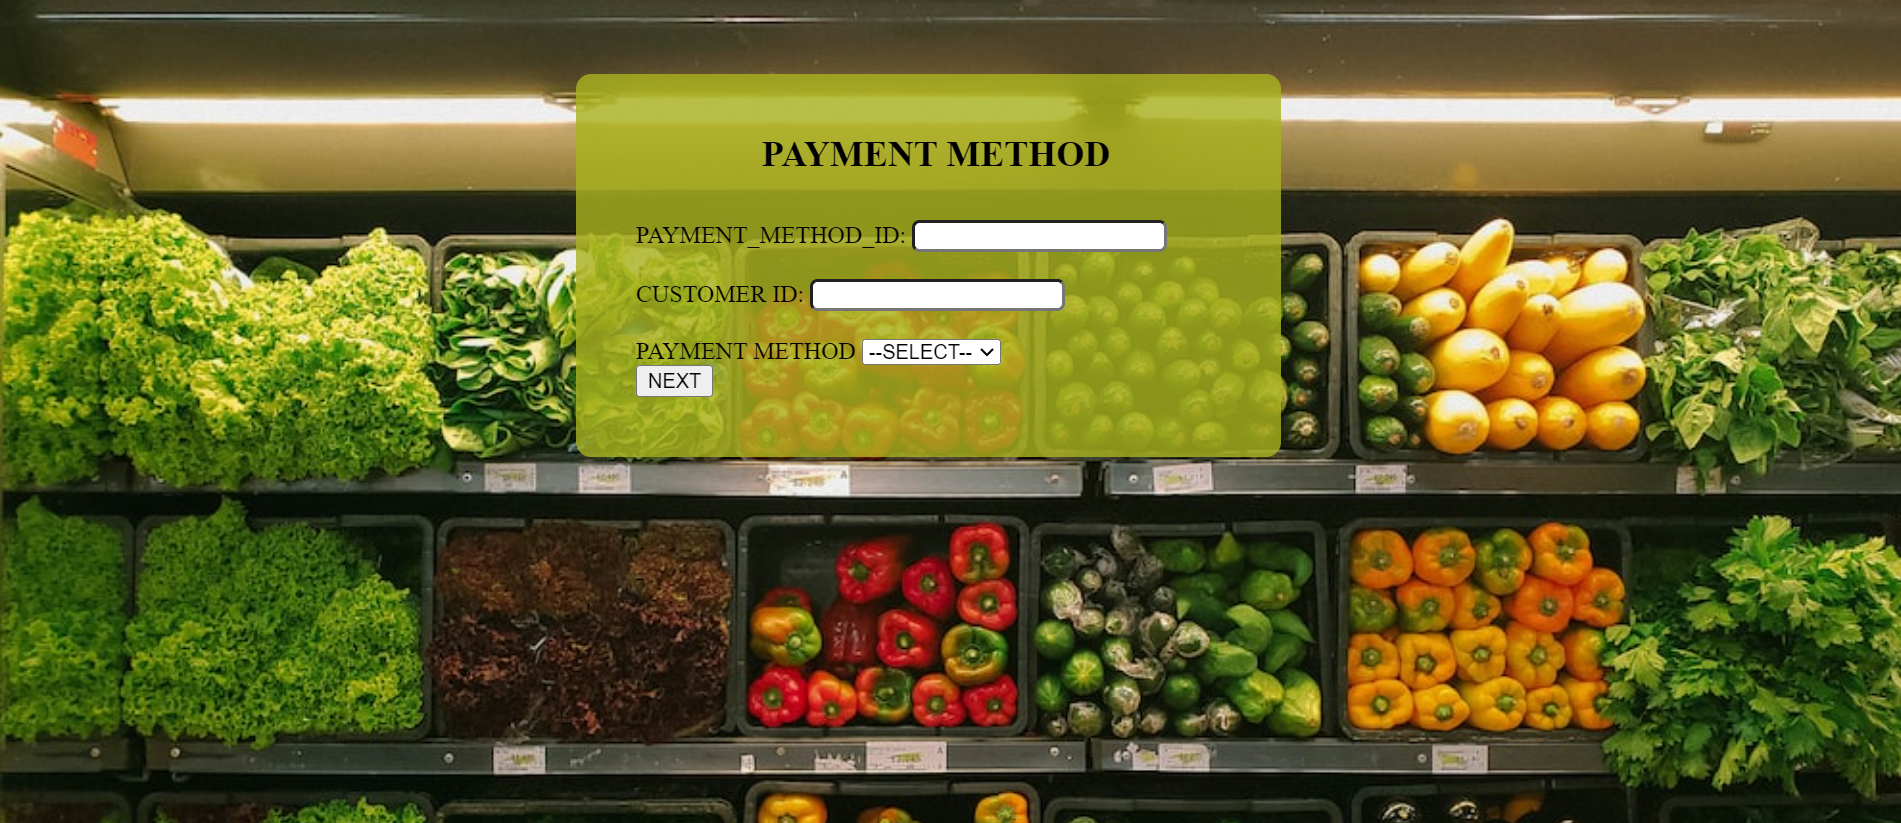 PAYMENT METHOD
PAYMENT_METHOD_ID:
CUSTOMER ID:
PAYMENT METHOD --SELECT--
NEXT